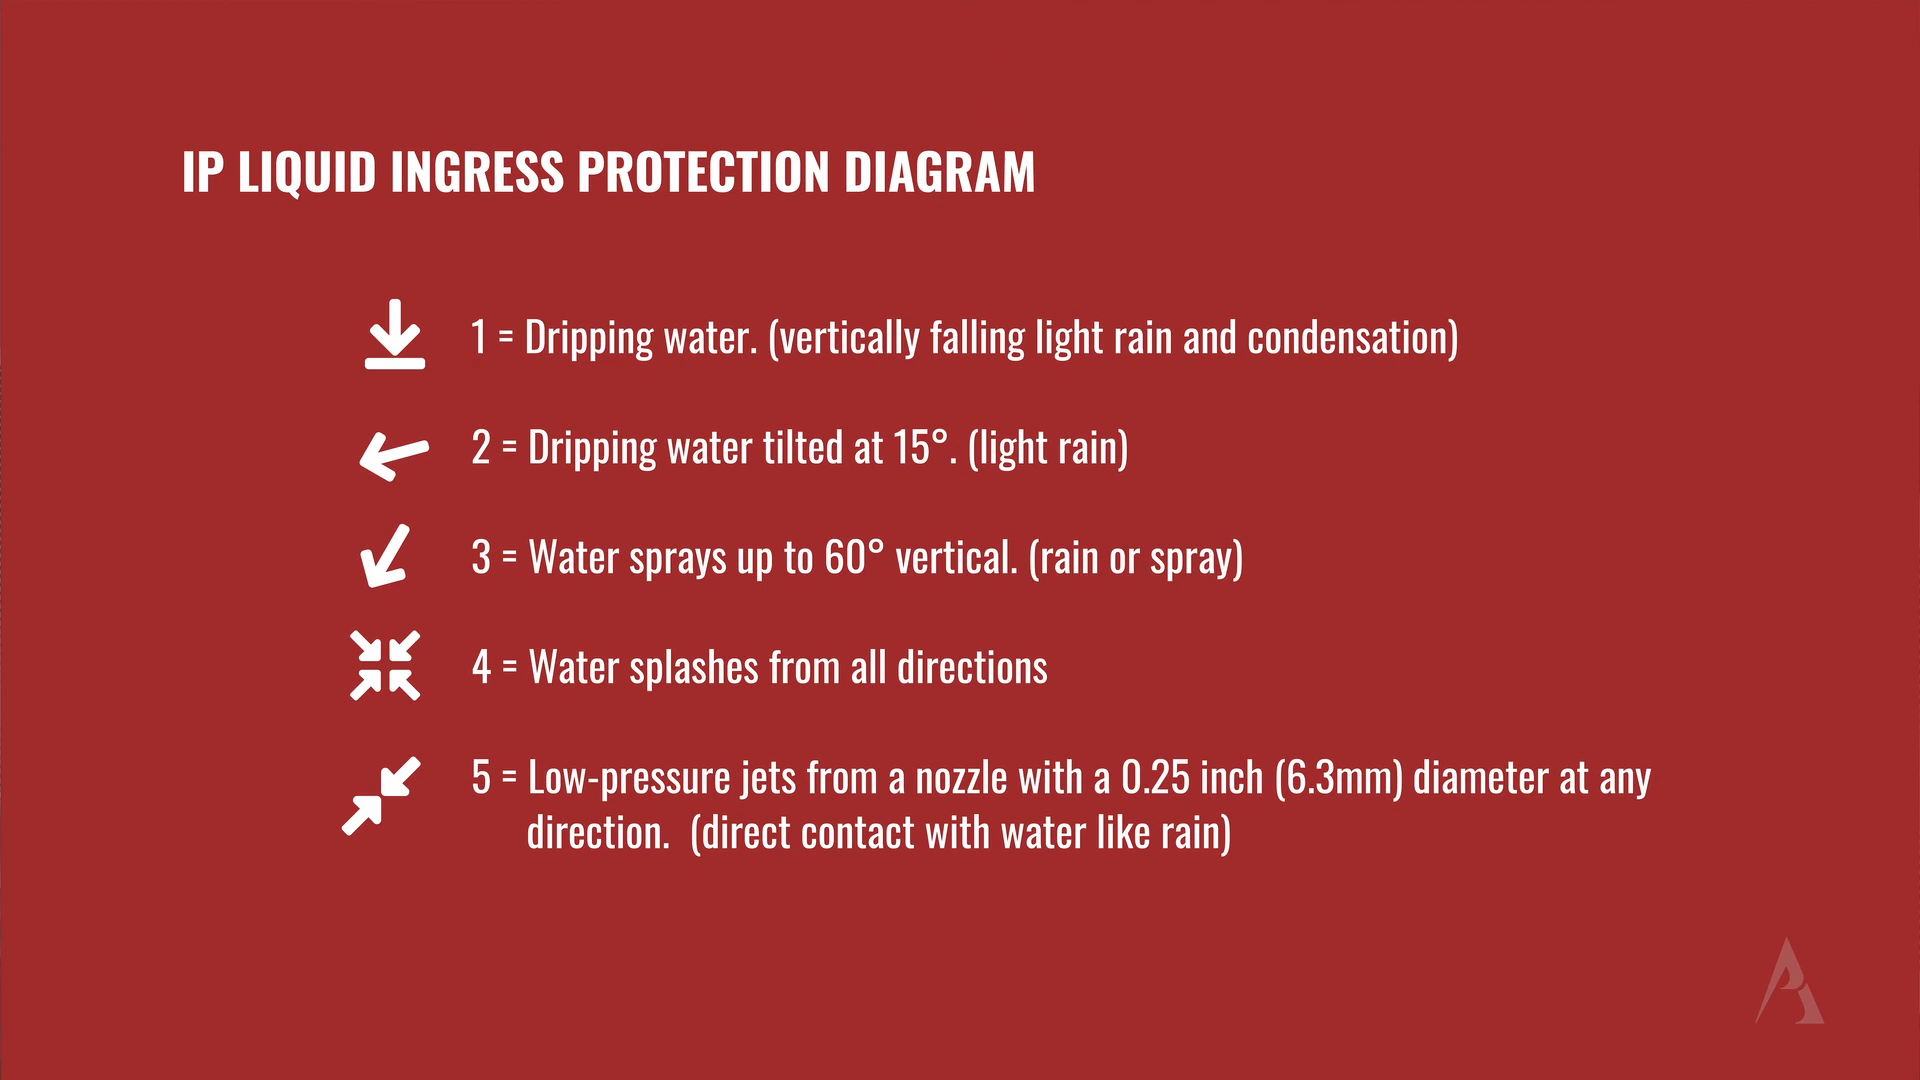 IP LIQUID INGRESS PROTECTION DIAGRAM
1 = Dripping water. (vertically falling light rain and condensation)
2 = Dripping water tilted at 15°. (light rain)
3 = Water sprays up to 60° vertical. (rain or spray)
4 = Water splashes from all directions
5 = Low-pressure jets from a nozzle with a 0.25 inch (6.3mm) diameter at any
direction.  (direct contact with water like rain)